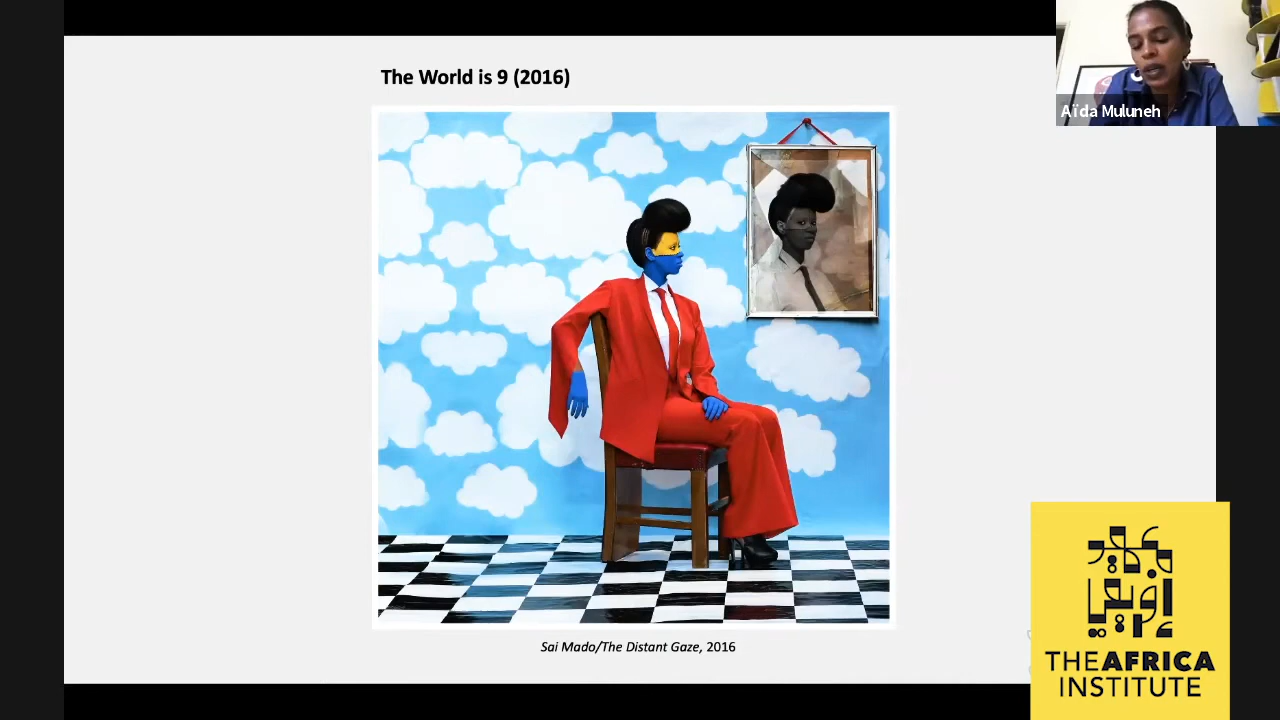 The World is 9 (2016)
Aïda Muluneh
Sai Mado/The Distant Gaze, 2016
THE AFRICA
INSTITUTE